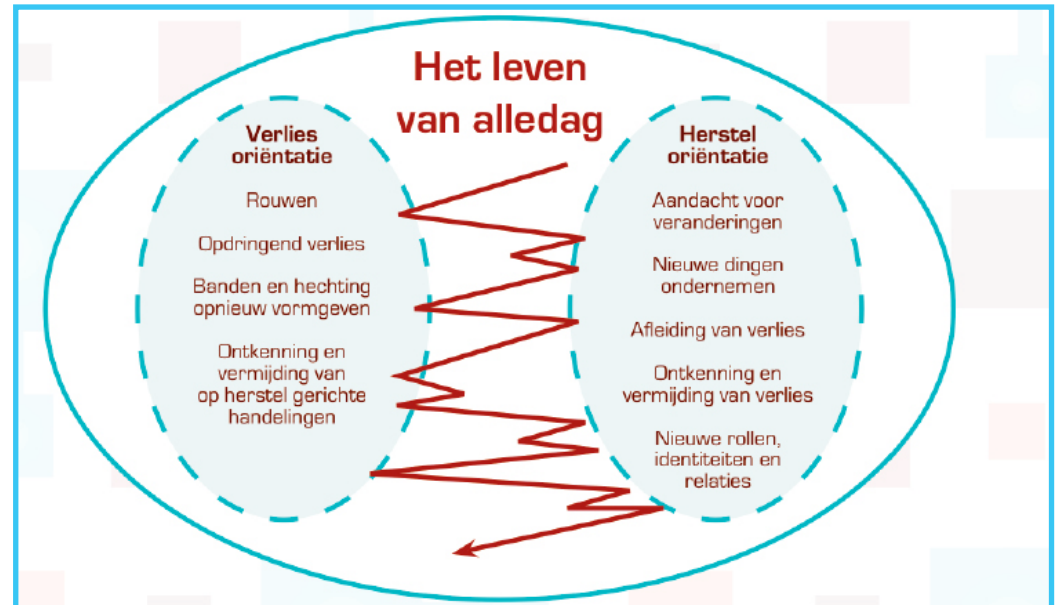 Het leven
van alledag
Verlies
oriëntatie
Rouwen
Opdringend verlies
Banden en hechting
opnieuw vormgeven
Ontkenning en
vermijding van
op herstel gerichte
handelingen
Herstel
oriëntatie
Aandacht voor
veranderingen
Nieuwe dingen
ondernemen
Afleiding van verlies
Ontkenning en
vermijding van verlies
Nieuwe rollen,
identiteiten en
relaties